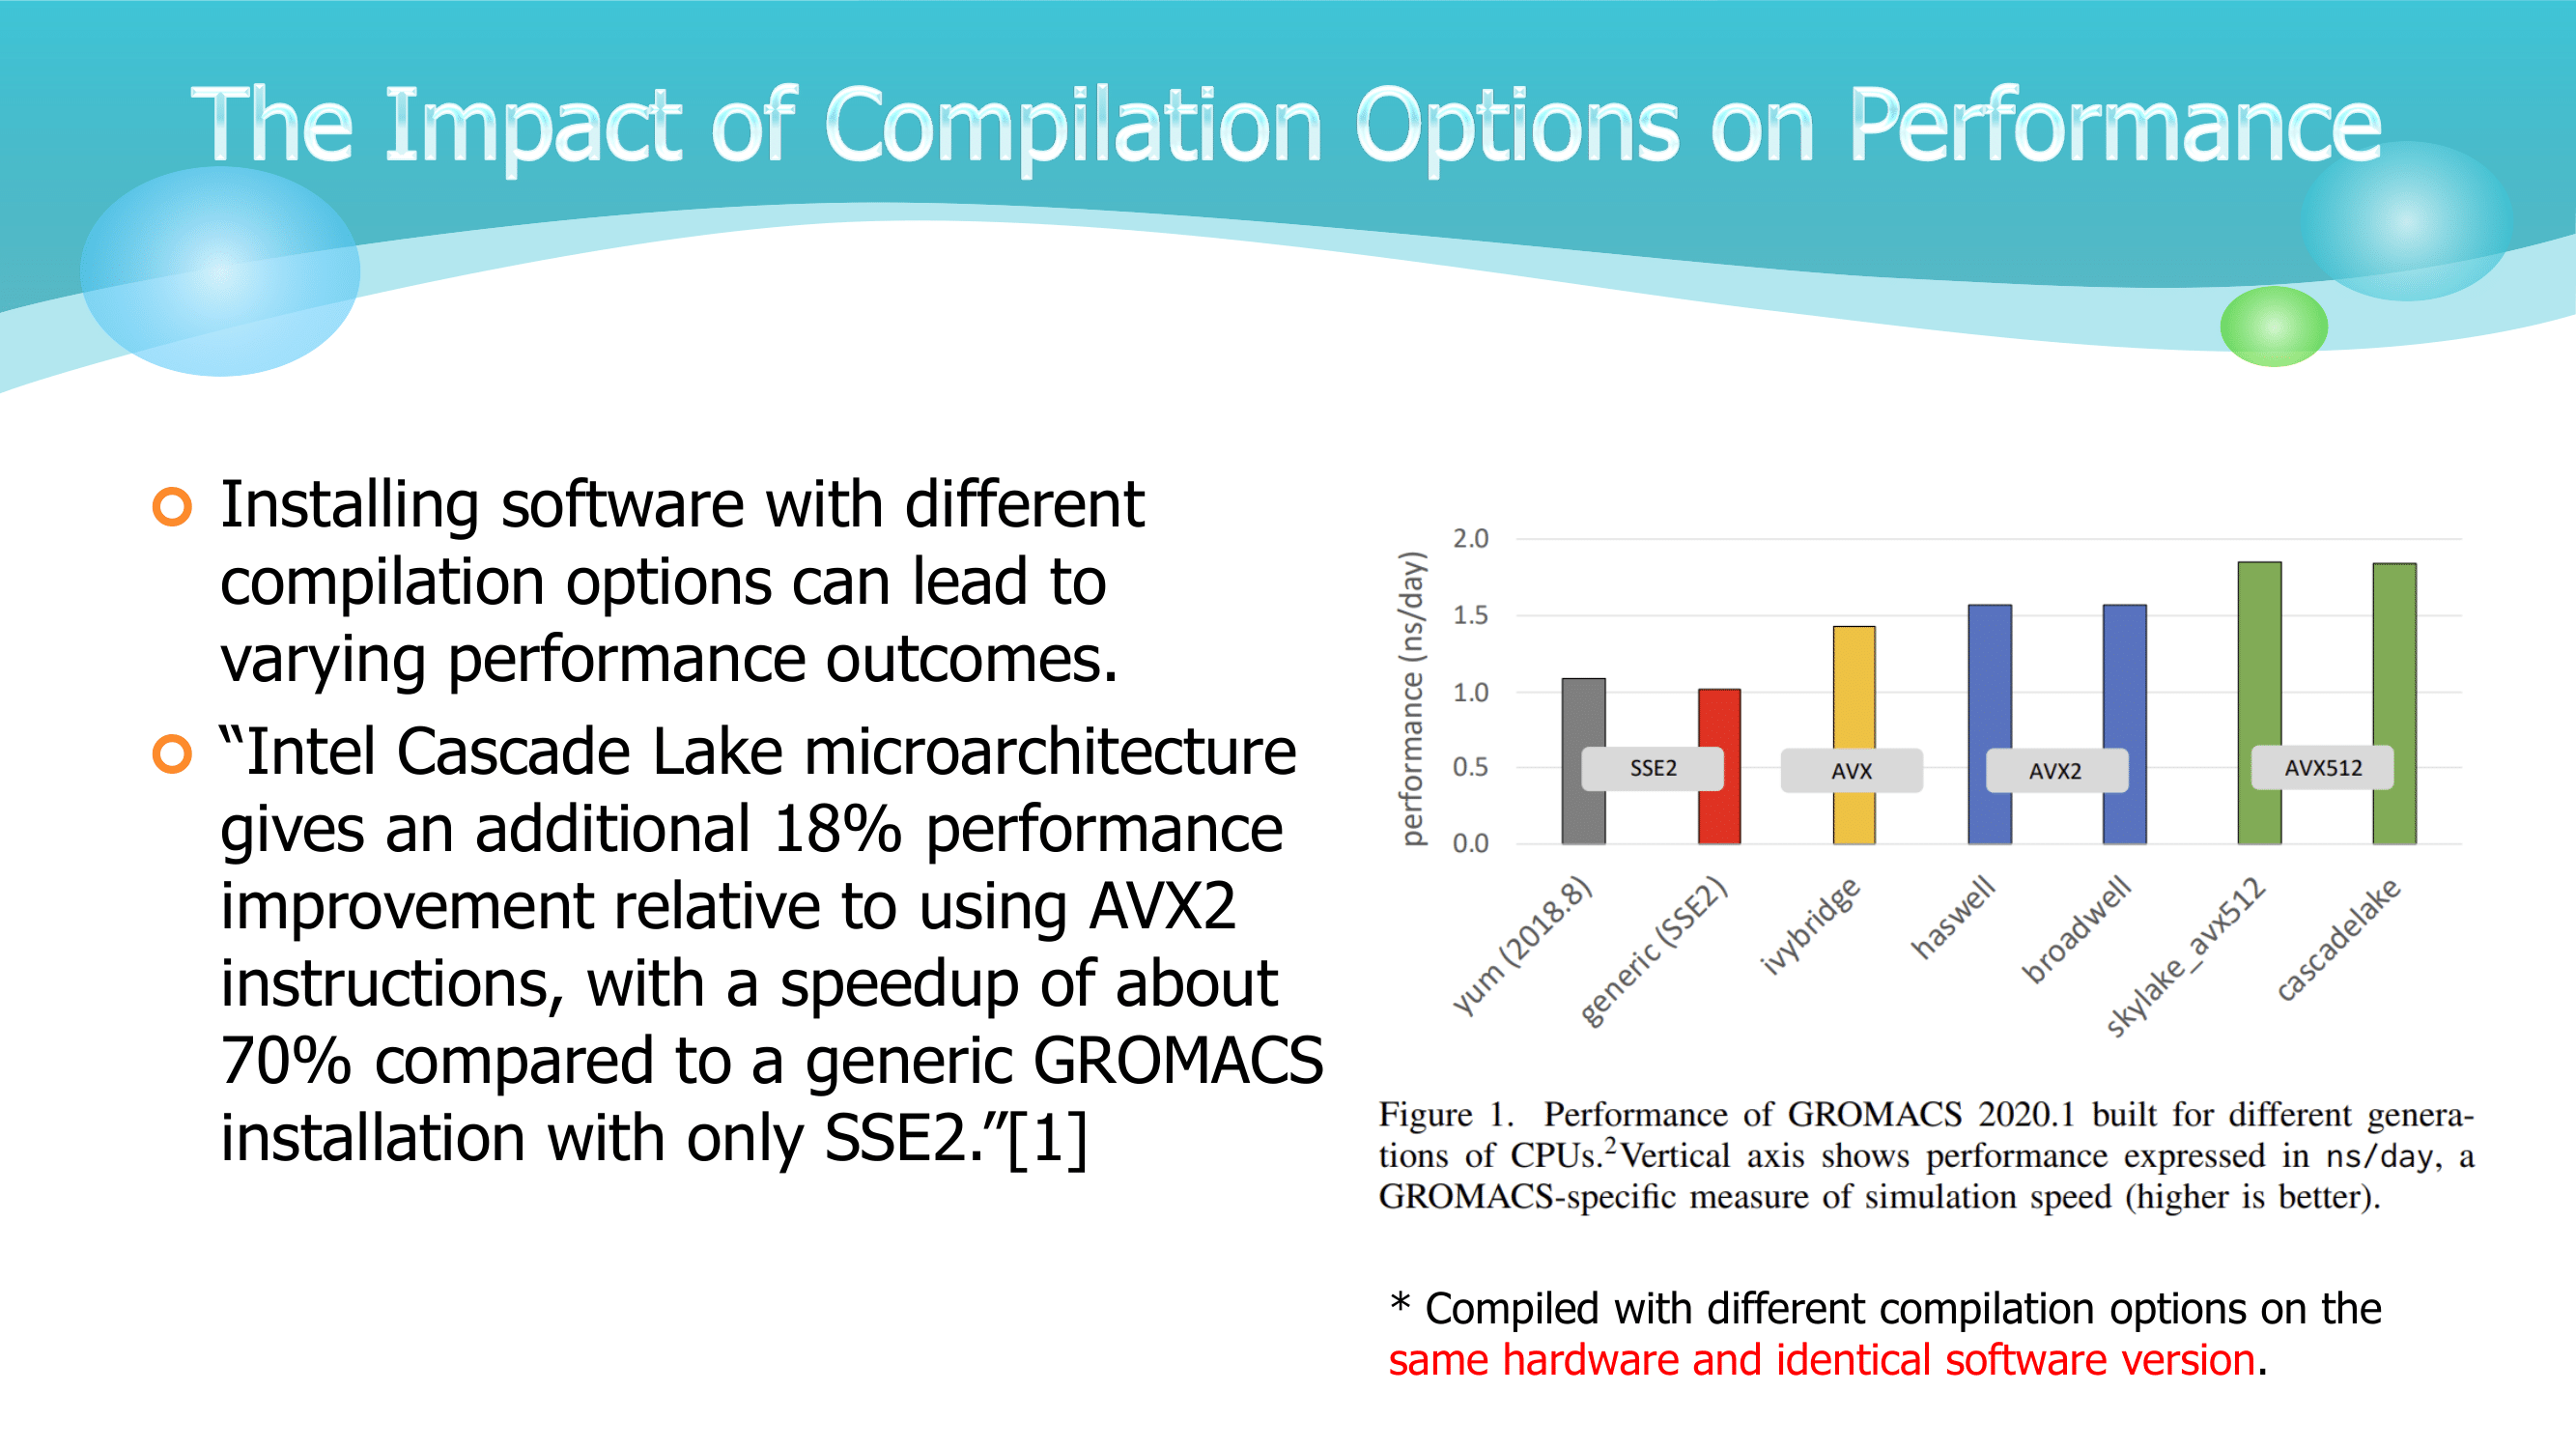 The Impact of Compilation Options on Performance
Installing software with different
compilation options can lead to
varying performance outcomes.
“Intel Cascade Lake microarchitecture
gives an additional 18% performance
improvement relative to using AVX2
instructions, with a speedup of about
70% compared to a generic GROMACS
installation with only SSE2.”[1]
performance (ns/day)
2.0
1.5
1.0
0.5
0.0
SSE2
AVX
AVX2
AVX512
yum (2018.8)
generic (SSE2)
ivybridge
haswell
broadwell
skylake_avx512
cascadelake
Figure 1. Performance of GROMACS 2020.1 built for different genera-
tions of CPUs.²Vertical axis shows performance expressed in ns/day, a
GROMACS-specific measure of simulation speed (higher is better).
* Compiled with different compilation options on the
same hardware and identical software version.